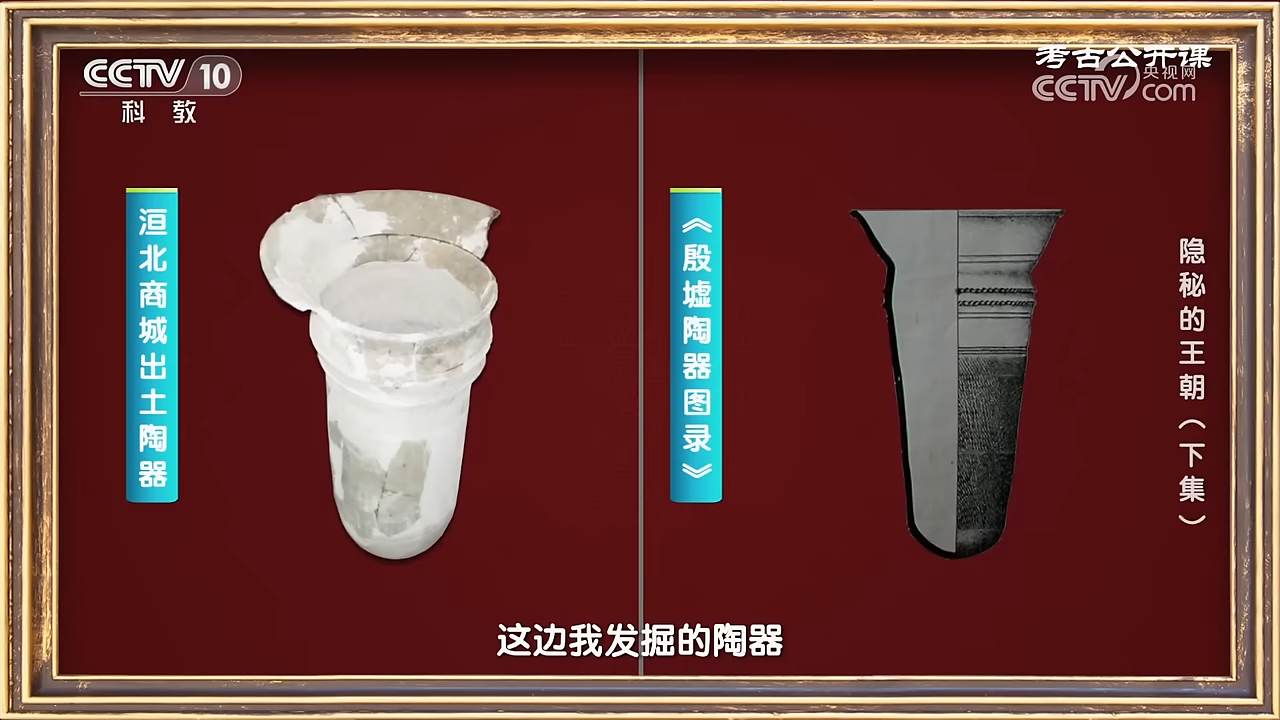 CCTV 10
科教
考古公开课
央视网
CCTV.com
洹北商城出土陶器
《殷墟陶器图录》
隐秘的王朝（下集）
这边我发掘的陶器